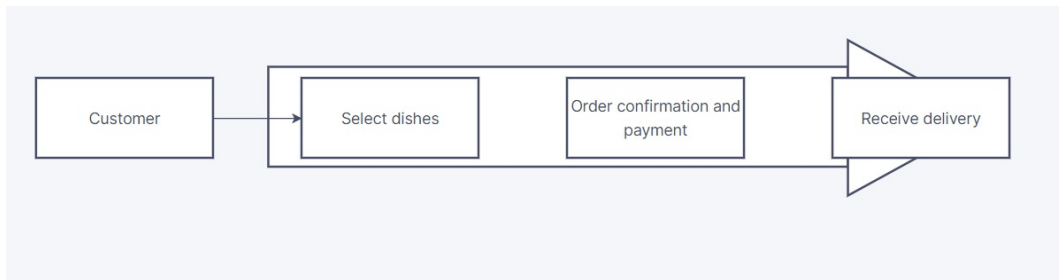 Customer
Select dishes
Order confirmation and
payment
Receive delivery